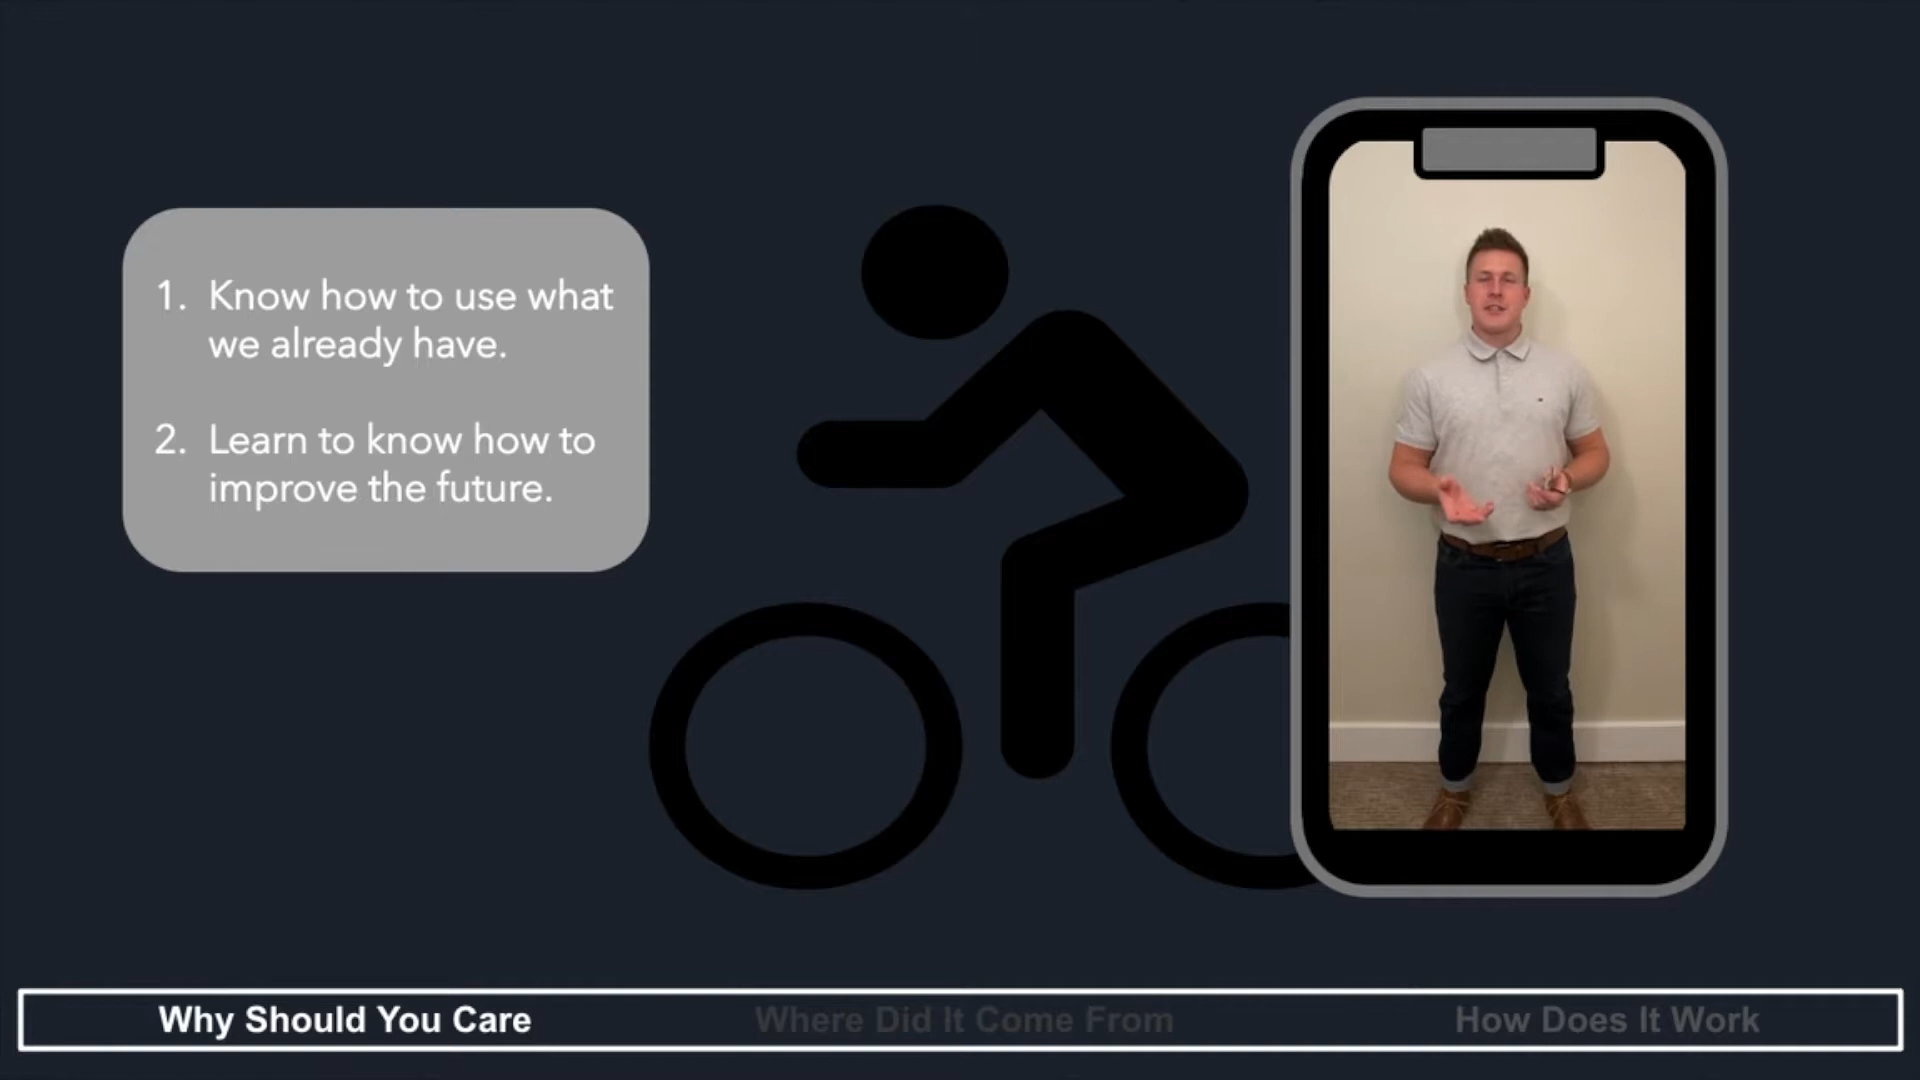 1. Know how to use what
we already have.
2. Learn to know how to
improve the future.
Why Should You Care
Where Did It Come From
How Does It Work